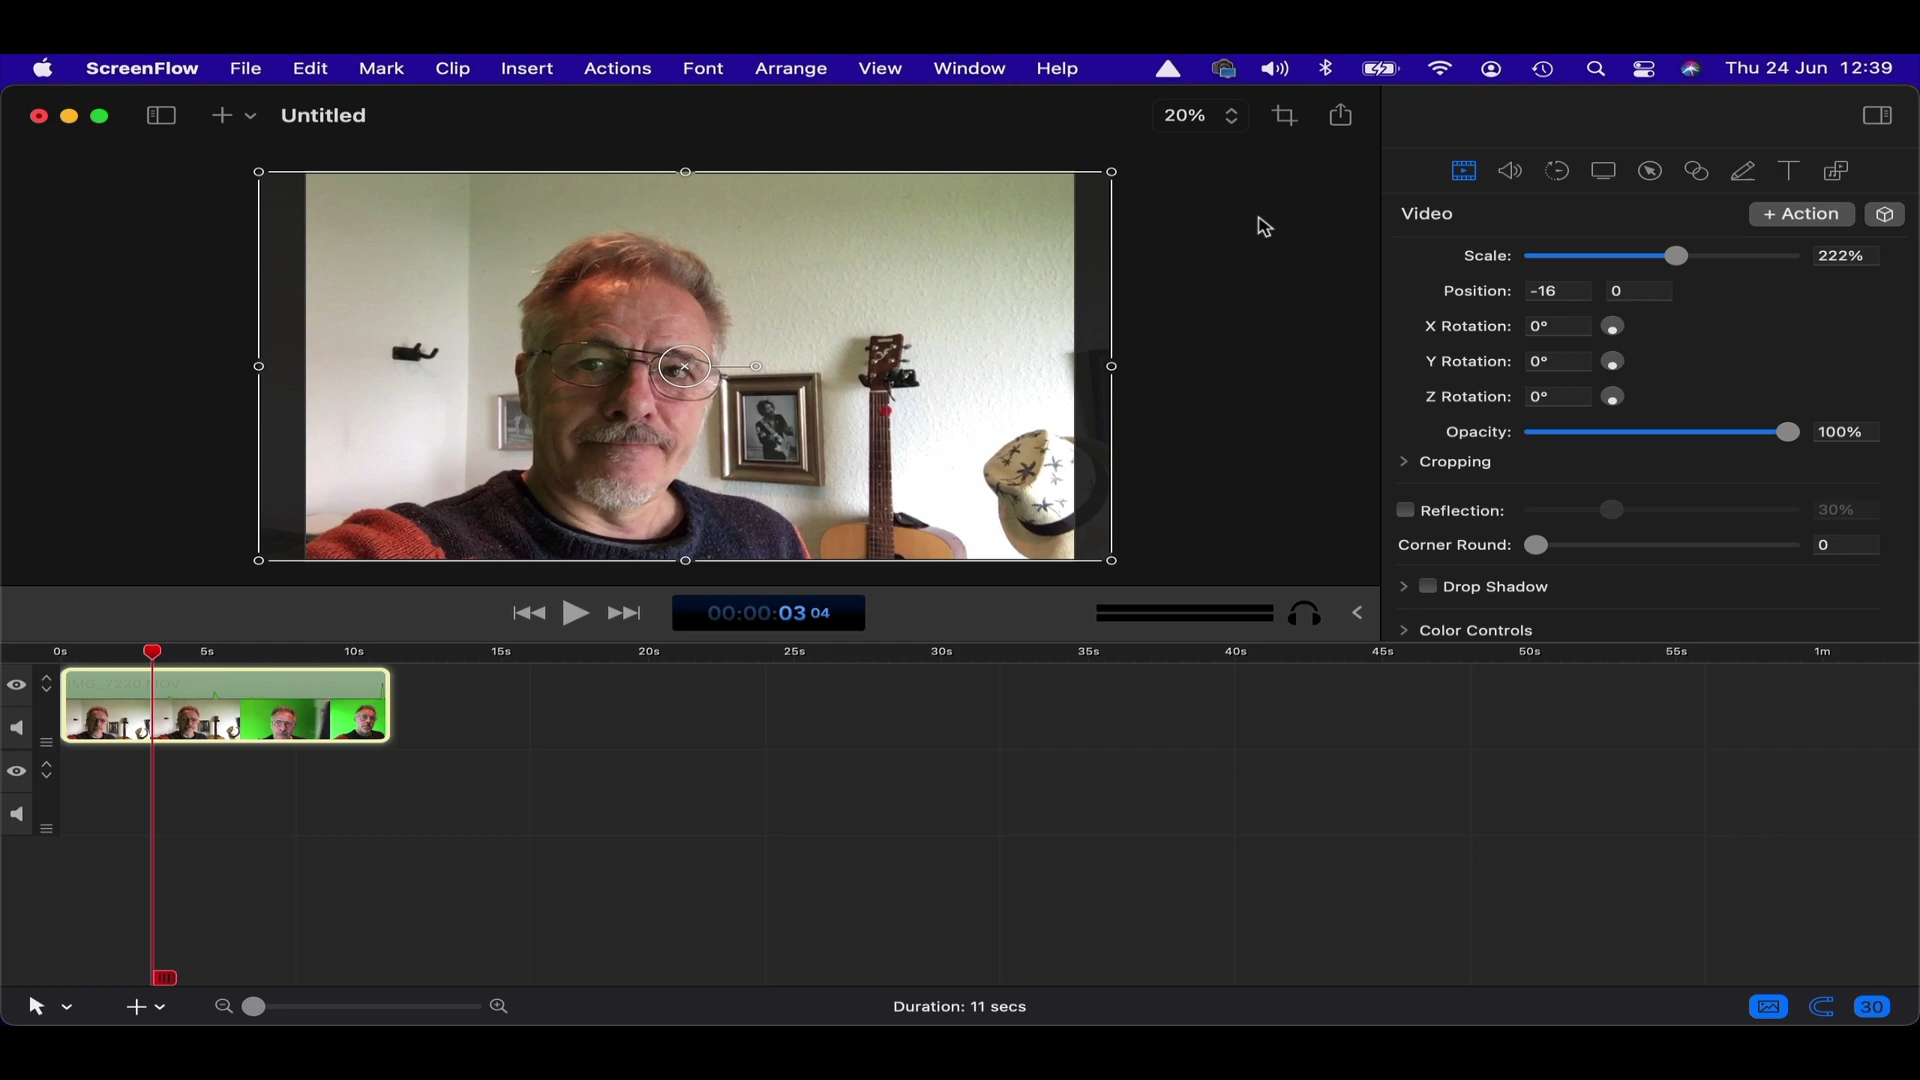 ScreenFlow File Edit Mark Clip Insert Actions Font Arrange View Window Help Thu 24 Jun 12:39
Untitled 20%
Video + Action
Scale: 222%
Position: -16 0
X Rotation: 0°
Y Rotation: 0°
Z Rotation: 0°
Opacity: 100%
Cropping
Reflection: 30%
Corner Round: 0
Drop Shadow
Color Controls
00:00:03 04
0s 5s 10s 15s 20s 25s 30s 35s 40s 45s 50s 55s 1m
IMG_7220.MOV
Duration: 11 secs 30